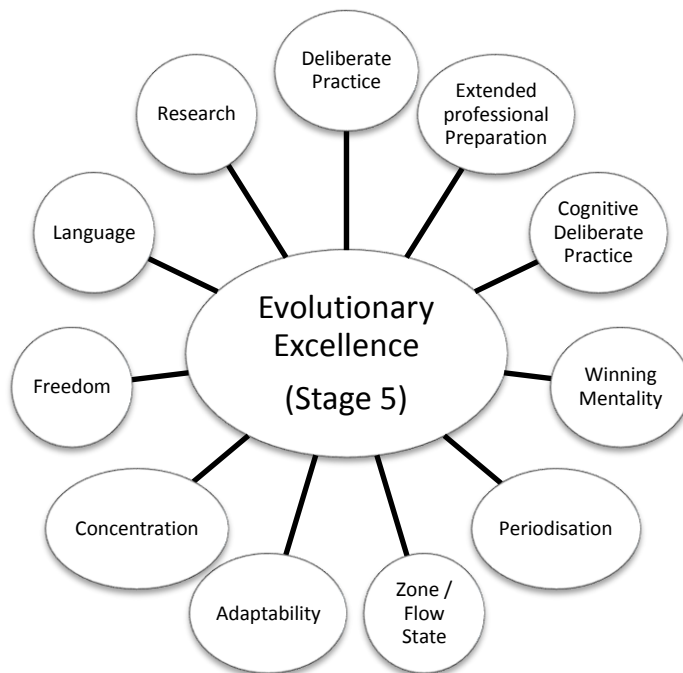 Deliberate
Practice
Extended
professional
Preparation
Cognitive
Deliberate
Practice
Winning
Mentality
Periodisation
Zone /
Flow
State
Adaptability
Concentration
Freedom
Language
Research
Evolutionary
Excellence
(Stage 5)